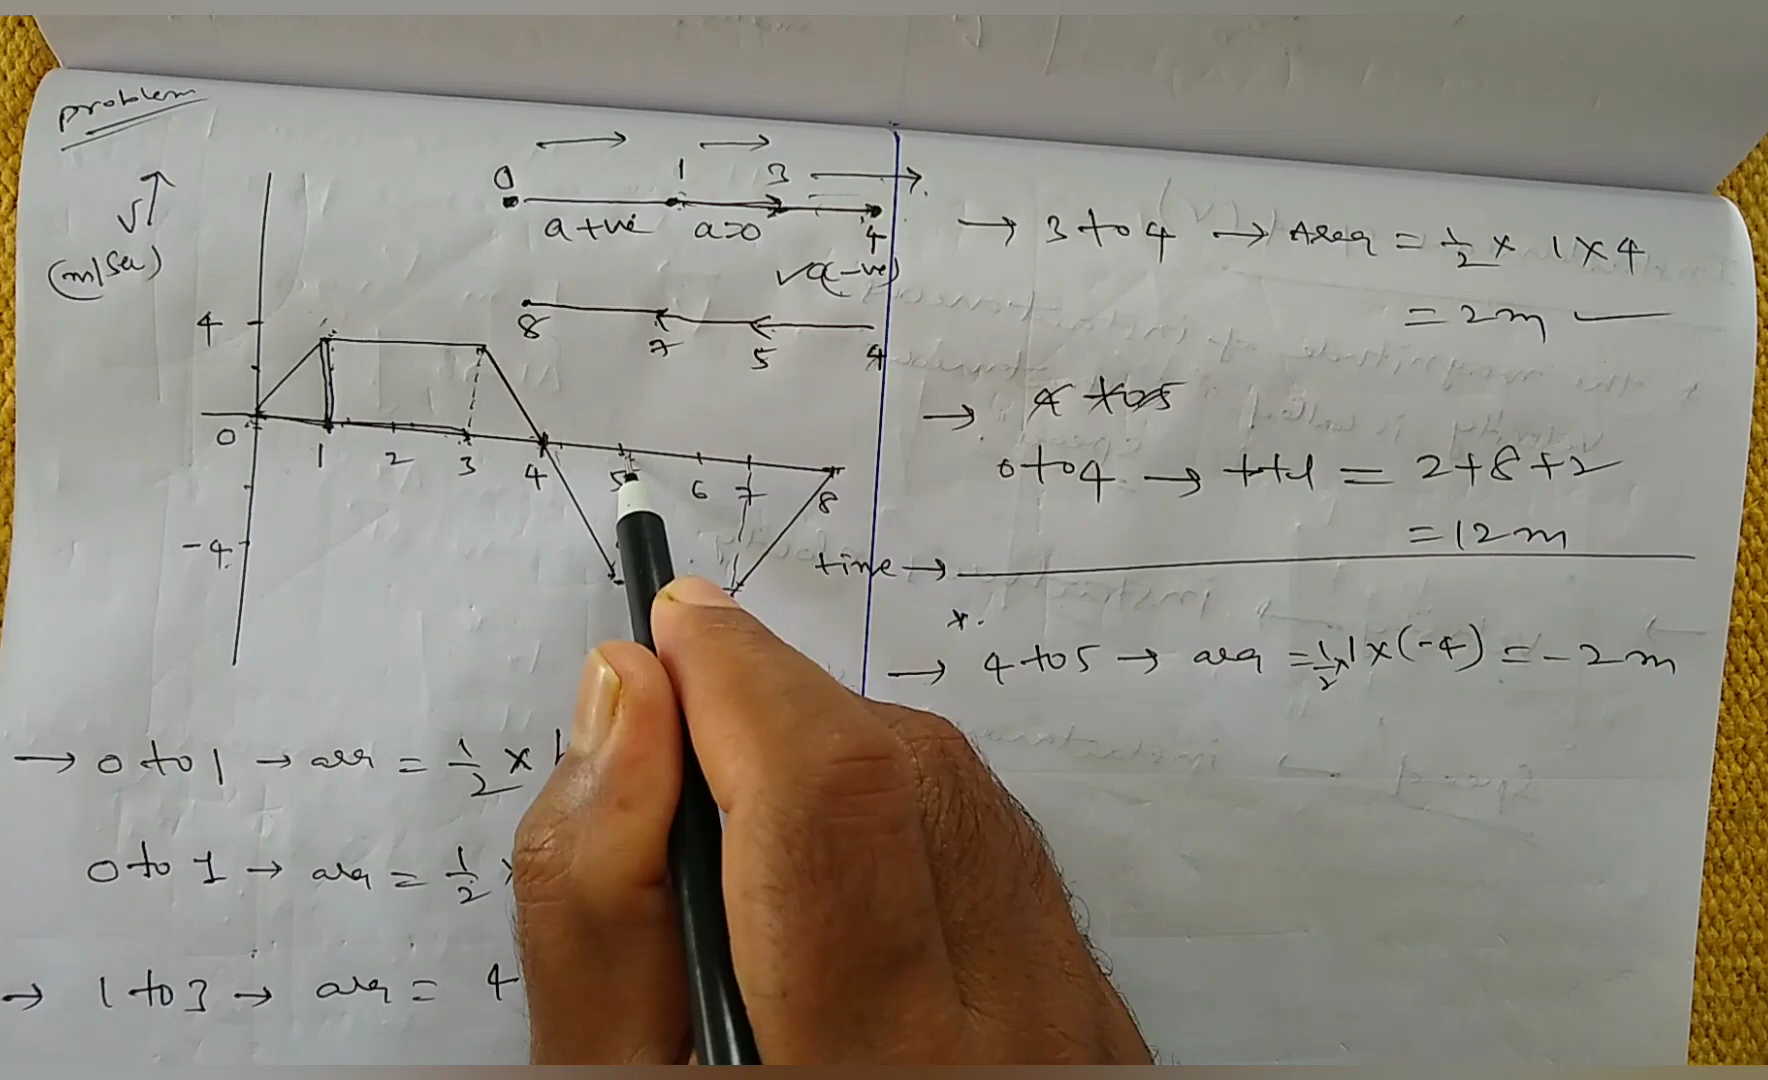 problem
v↑
(m/sec)
0 1 3
a+ve a=0 4
va(-ve)
8 7 5 4
4
0 1 2 3 4 5 6 7 8
-4
time →
→ 0 to 1 → area = 1/2 × b
0 to 1 → area = 1/2 ×
→ 1 to 3 → area = 4
→ 3 to 4 → Area = 1/2 × 1 × 4
= 2m
→ 4 to 5
0 to 4 → ttl = 2+8+2
= 12 m
*.
→ 4 to 5 → area = 1/2 × 1 × (-4) = -2 m